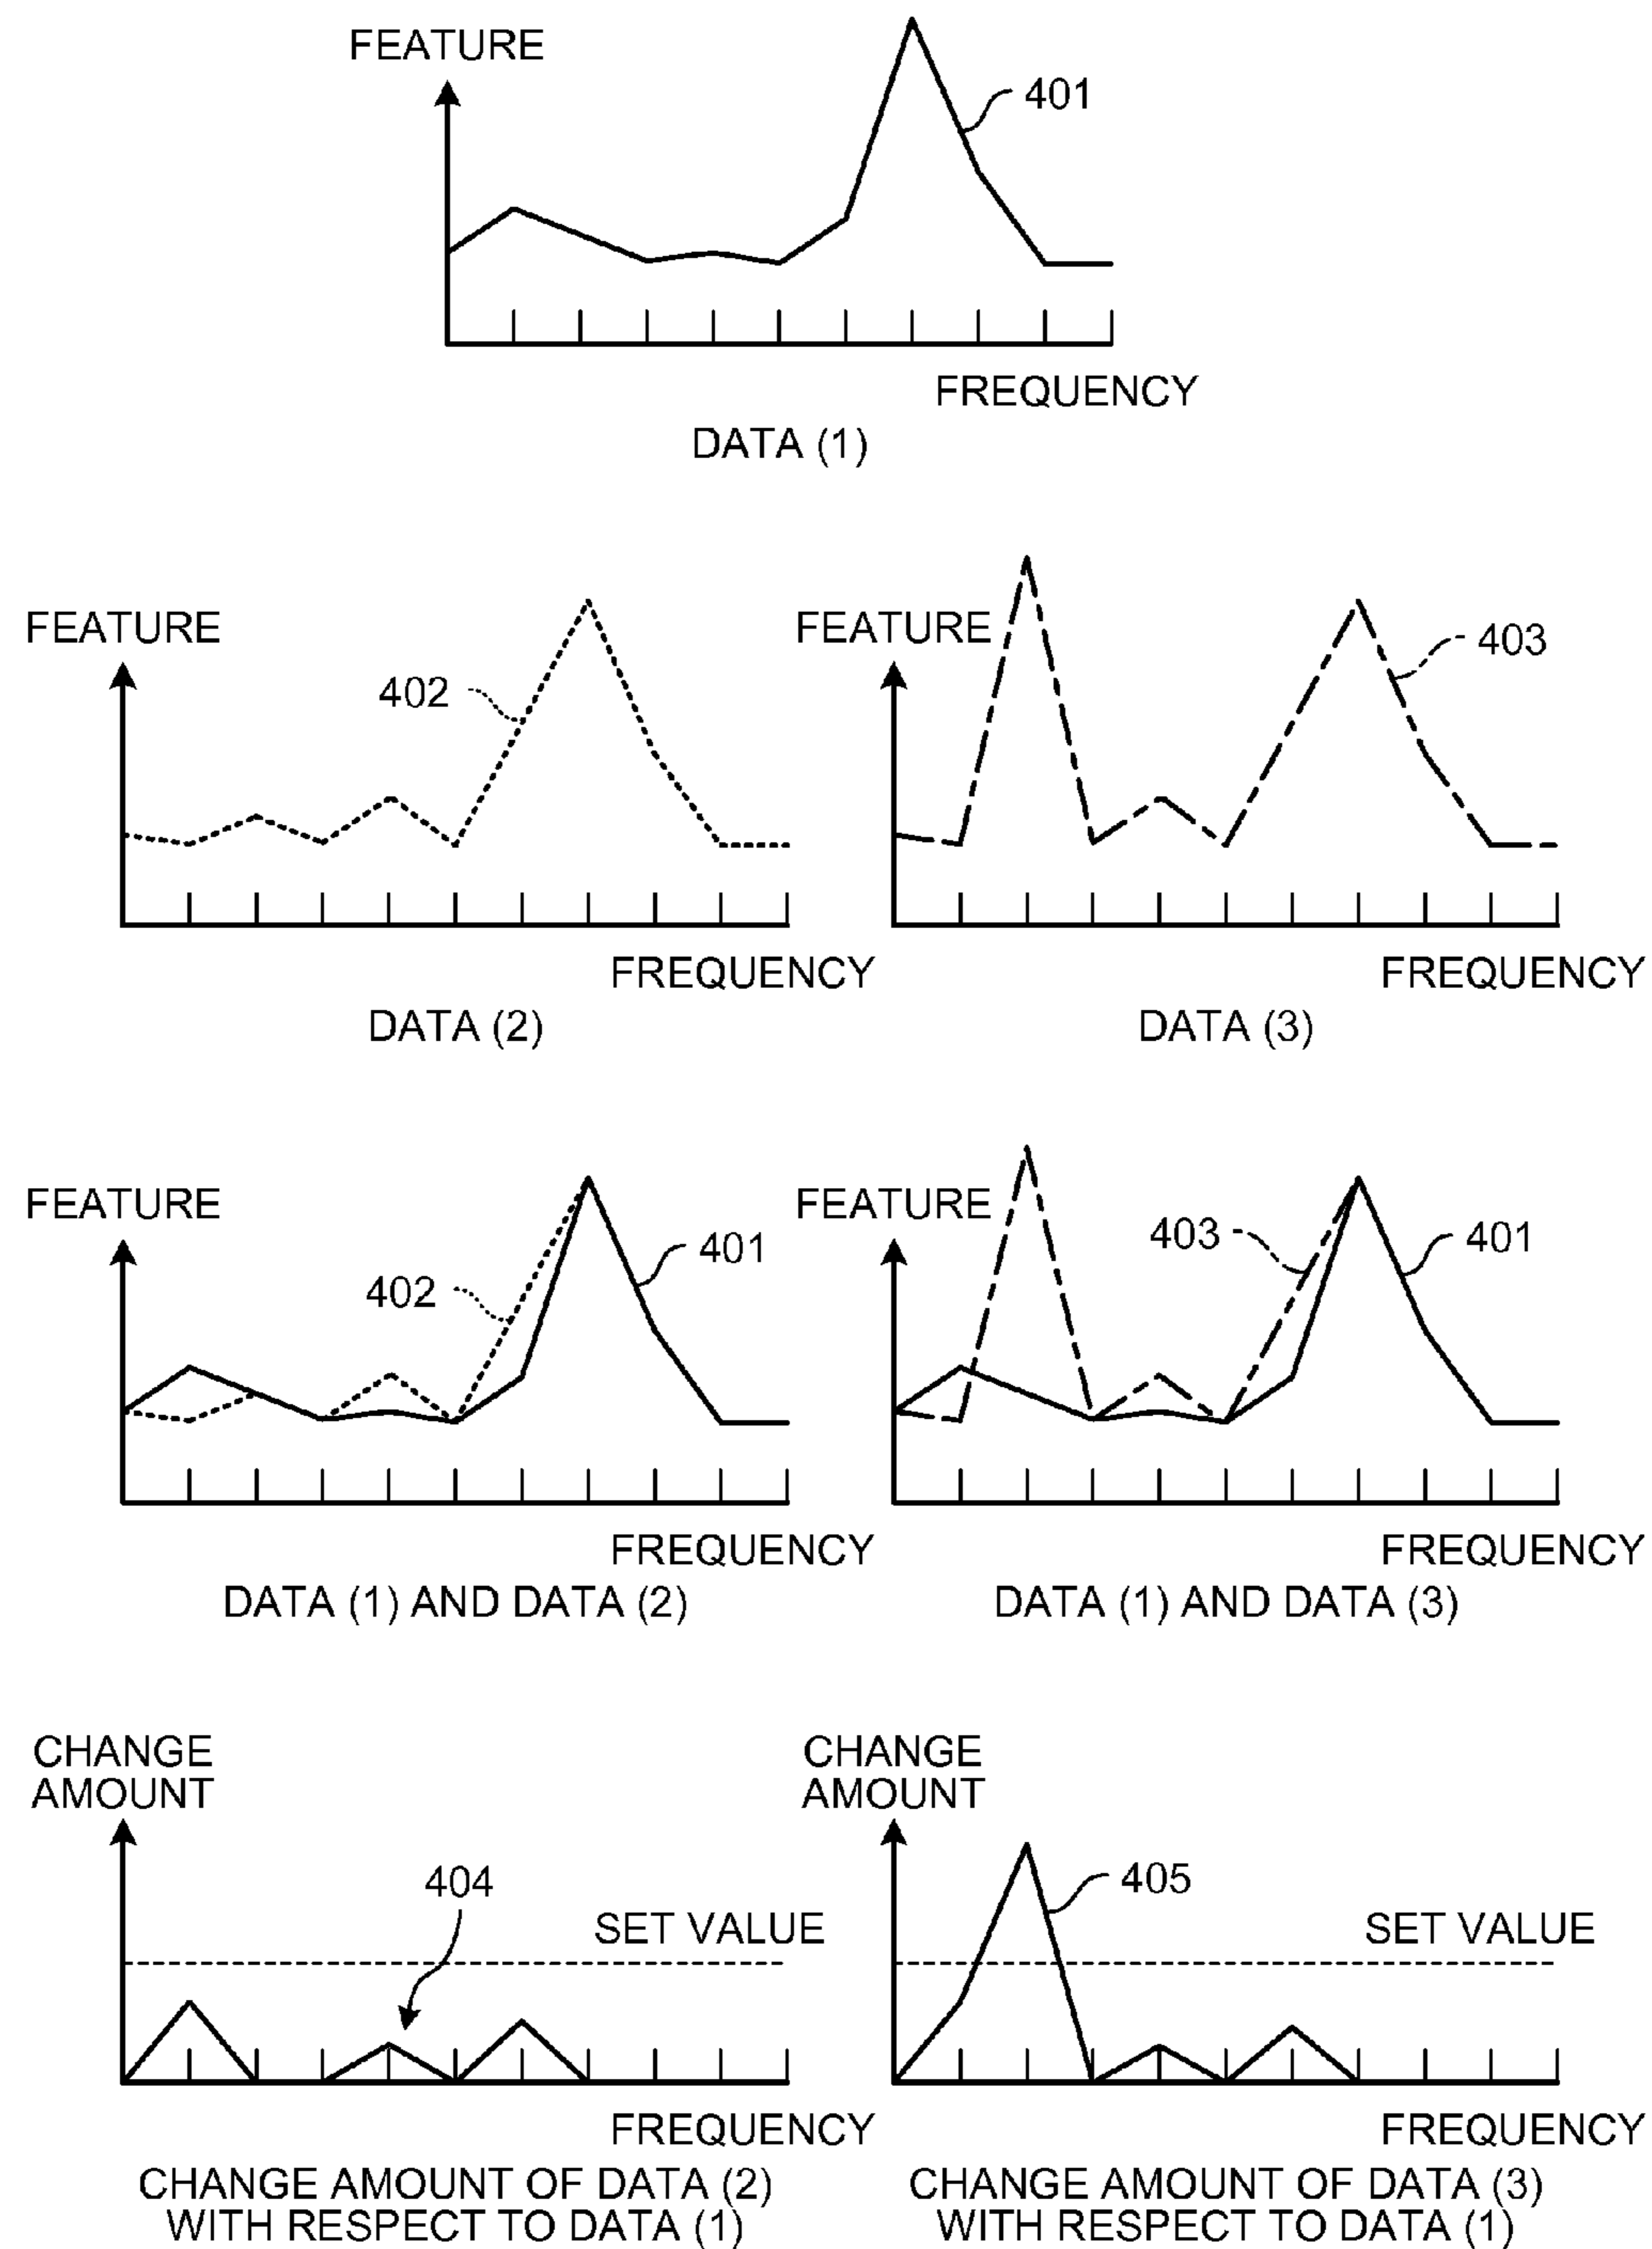 FEATURE
401
FREQUENCY
DATA (1)
FEATURE
402
FREQUENCY
DATA (2)
FEATURE
403
FREQUENCY
DATA (3)
FEATURE
402
401
FREQUENCY
DATA (1) AND DATA (2)
FEATURE
403
401
FREQUENCY
DATA (1) AND DATA (3)
CHANGE
AMOUNT
404
SET VALUE
FREQUENCY
CHANGE AMOUNT OF DATA (2)
WITH RESPECT TO DATA (1)
CHANGE
AMOUNT
405
SET VALUE
FREQUENCY
CHANGE AMOUNT OF DATA (3)
WITH RESPECT TO DATA (1)